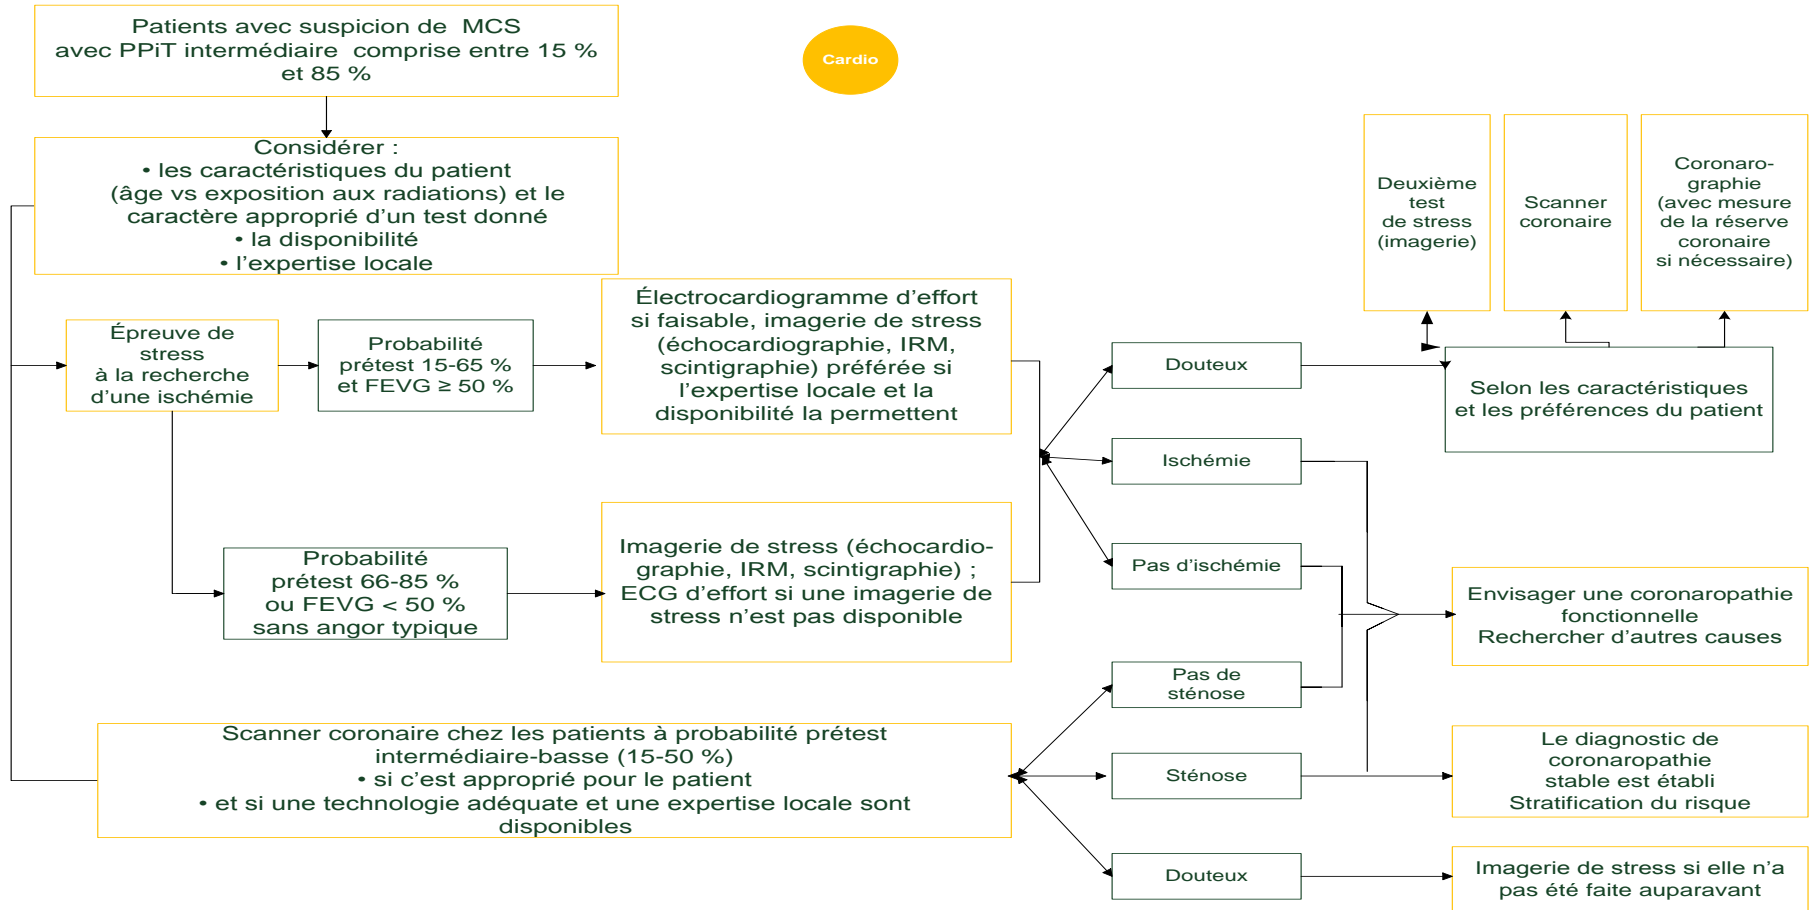 Patients avec suspicion de MCS
avec PPiT intermédiaire comprise entre 15 %
et 85 %
Cardio
Considérer :
• les caractéristiques du patient
(âge vs exposition aux radiations) et le
caractère approprié d’un test donné
• la disponibilité
• l’expertise locale
Deuxième
test
de stress
(imagerie)
Scanner
coronaire
Coronaro-
graphie
(avec mesure
de la réserve
coronaire
si nécessaire)
Épreuve de
stress
à la recherche
d’une ischémie
Probabilité
prétest 15-65 %
et FEVG ≥ 50 %
Électrocardiogramme d’effort
si faisable, imagerie de stress
(échocardiographie, IRM,
scintigraphie) préférée si
l’expertise locale et la
disponibilité la permettent
Douteux
Selon les caractéristiques
et les préférences du patient
Ischémie
Pas d’ischémie
Probabilité
prétest 66-85 %
ou FEVG < 50 %
sans angor typique
Imagerie de stress (échocardio-
graphie, IRM, scintigraphie) ;
ECG d’effort si une imagerie de
stress n’est pas disponible
Envisager une coronaropathie
fonctionnelle
Rechercher d’autres causes
Pas de
sténose
Scanner coronaire chez les patients à probabilité prétest
intermédiaire-basse (15-50 %)
• si c’est approprié pour le patient
• et si une technologie adéquate et une expertise locale sont
disponibles
Sténose
Le diagnostic de
coronaropathie
stable est établi
Stratification du risque
Douteux
Imagerie de stress si elle n’a
pas été faite auparavant